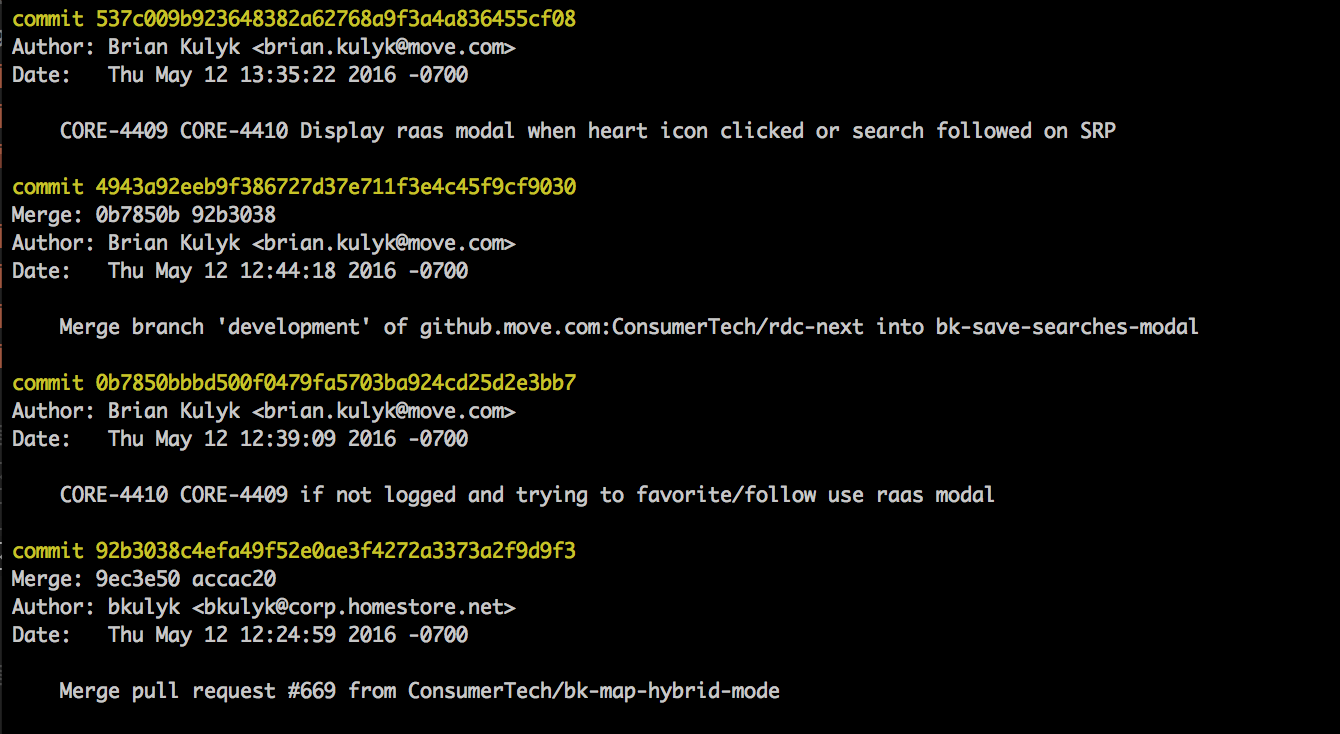 commit 537c009b923648382a62768a9f3a4a836455cf08
Author: Brian Kulyk <brian.kulyk@move.com>
Date:   Thu May 12 13:35:22 2016 -0700
CORE-4409 CORE-4410 Display raas modal when heart icon clicked or search followed on SRP
commit 4943a92eeb9f386727d37e711f3e4c45f9cf9030
Merge: 0b7850b 92b3038
Author: Brian Kulyk <brian.kulyk@move.com>
Date:   Thu May 12 12:44:18 2016 -0700
Merge branch 'development' of github.move.com:ConsumerTech/rdc-next into bk-save-searches-modal
commit 0b7850bbbd500f0479fa5703ba924cd25d2e3bb7
Author: Brian Kulyk <brian.kulyk@move.com>
Date:   Thu May 12 12:39:09 2016 -0700
CORE-4410 CORE-4409 if not logged and trying to favorite/follow use raas modal
commit 92b3038c4efa49f52e0ae3f4272a3373a2f9d9f3
Merge: 9ec3e50 accac20
Author: bkulyk <bkulyk@corp.homestore.net>
Date:   Thu May 12 12:24:59 2016 -0700
Merge pull request #669 from ConsumerTech/bk-map-hybrid-mode